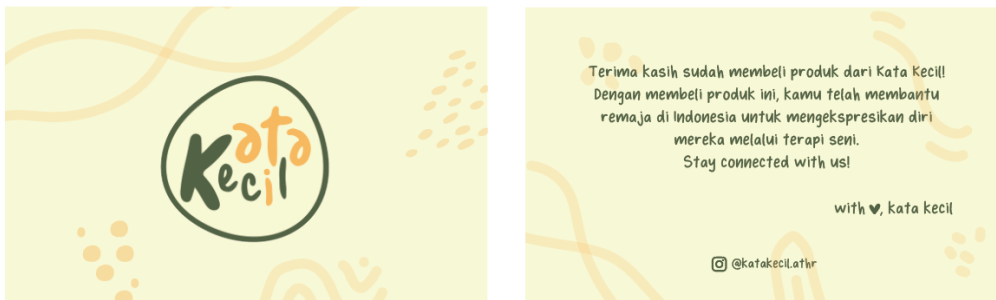 Kata
Kecil
Terima kasih sudah membeli produk dari Kata Kecil!
Dengan membeli produk ini, kamu telah membantu
remaja di Indonesia untuk mengekspresikan diri
mereka melalui terapi seni.
Stay connected with us!
with ♥, kata kecil
@katakecil.athr